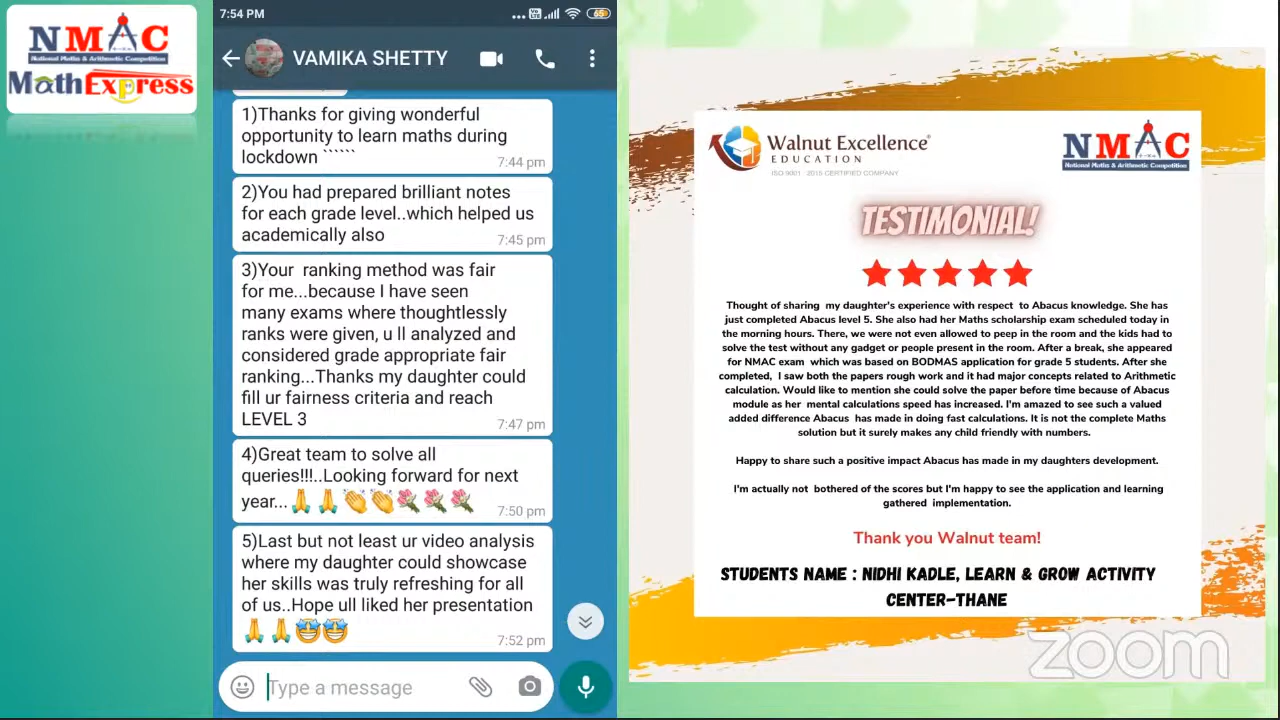 NMAC
National Maths & Arithmetic Competition
MathExpress
7:54 PM
65
VAMIKA SHETTY
1)Thanks for giving wonderful
opportunity to learn maths during
lockdown ``````
7:44 pm
2)You had prepared brilliant notes
for each grade level..which helped us
academically also
7:45 pm
3)Your ranking method was fair
for me...because I have seen
many exams where thoughtlessly
ranks were given, u ll analyzed and
considered grade appropriate fair
ranking...Thanks my daughter could
fill ur fairness criteria and reach
LEVEL 3
7:47 pm
4)Great team to solve all
queries!!!..Looking forward for next
year...🙏🙏👏👏🌷🌷🌷
7:50 pm
5)Last but not least ur video analysis
where my daughter could showcase
her skills was truly refreshing for all
of us..Hope ull liked her presentation
🙏🙏🤩🤩
7:52 pm
Type a message
Walnut Excellence®
EDUCATION
ISO-9001 2015 CERTIFIED COMPANY
NMAC
National Maths & Arithmetic Competition
TESTIMONIAL!
Thought of sharing my daughter's experience with respect to Abacus knowledge. She has
just completed Abacus level 5. She also had her Maths scholarship exam scheduled today in
the morning hours. There, we were not even allowed to peep in the room and the kids had to
solve the test without any gadget or people present in the room. After a break, she appeared
for NMAC exam which was based on BODMAS application for grade 5 students. After she
completed, I saw both the papers rough work and it had major concepts related to Arithmetic
calculation. Would like to mention she could solve the paper before time because of Abacus
module as her mental calculations speed has increased. I'm amazed to see such a valued
added difference Abacus has made in doing fast calculations. It is not the complete Maths
solution but it surely makes any child friendly with numbers.
Happy to share such a positive impact Abacus has made in my daughters development.
I'm actually not bothered of the scores but I'm happy to see the application and learning
gathered implementation.
Thank you Walnut team!
STUDENTS NAME : NIDHI KADLE, LEARN & GROW ACTIVITY
CENTER-THANE
zoom